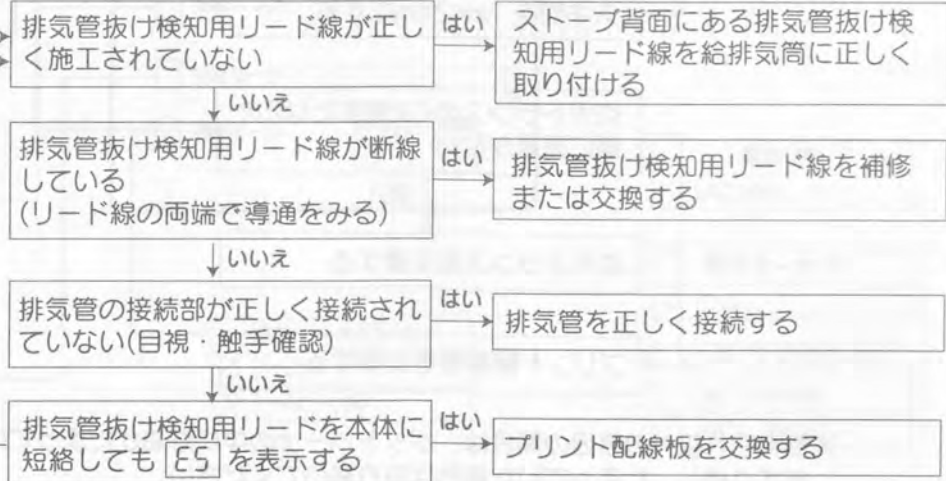 排気管抜け検知用リード線が正し
く施工されていない
はい
ストーブ背面にある排気管抜け検
知用リード線を給排気筒に正しく
取り付ける
いいえ
排気管抜け検知用リード線が断線
している
(リード線の両端で導通をみる)
はい
排気管抜け検知用リード線を補修
または交換する
いいえ
排気管の接続部が正しく接続され
ていない(目視・触手確認)
はい
排気管を正しく接続する
いいえ
排気管抜け検知用リードを本体に
短絡しても E5 を表示する
はい
プリント配線板を交換する